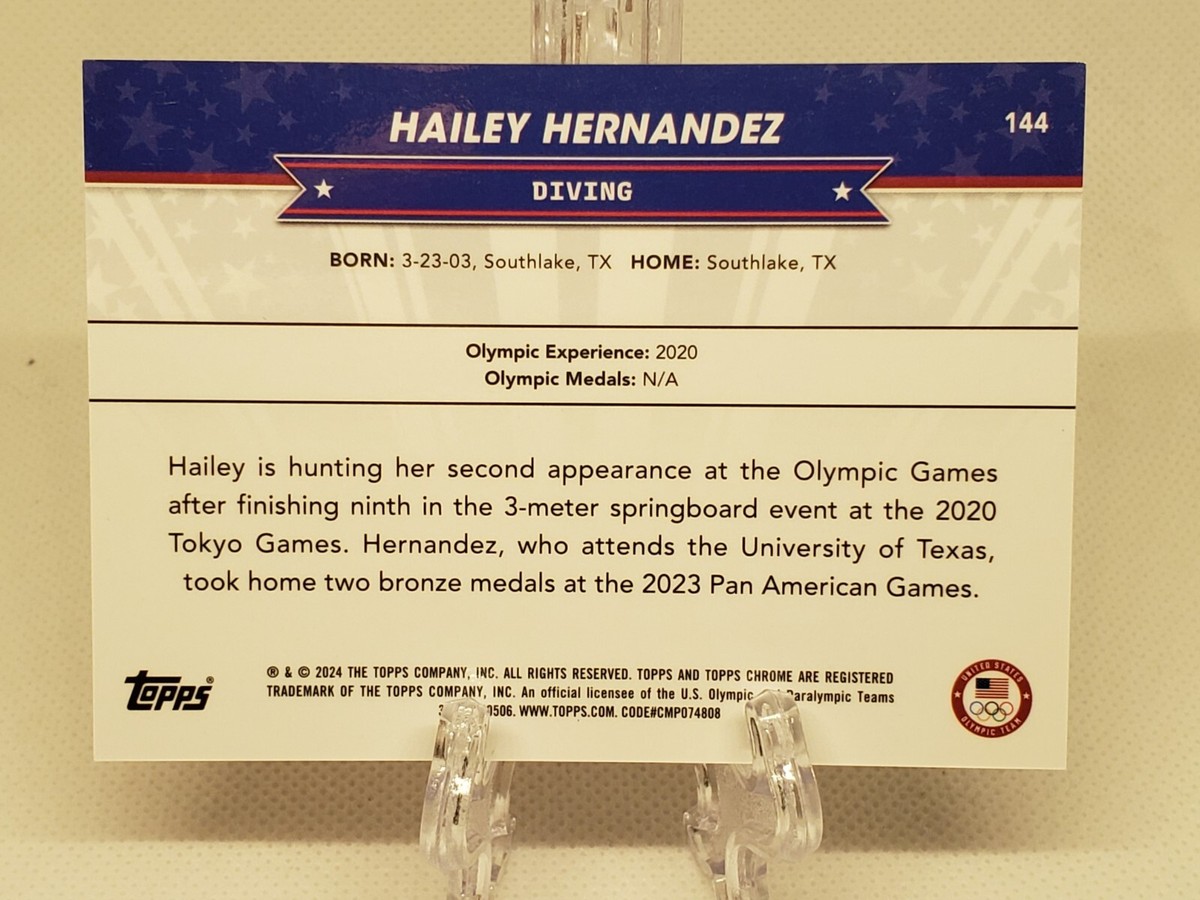 HAILEY HERNANDEZ
144
DIVING
BORN: 3-23-03, Southlake, TX HOME: Southlake, TX
Olympic Experience: 2020
Olympic Medals: N/A
Hailey is hunting her second appearance at the Olympic Games
after finishing ninth in the 3-meter springboard event at the 2020
Tokyo Games. Hernandez, who attends the University of Texas,
took home two bronze medals at the 2023 Pan American Games.
topps®
® & © 2024 THE TOPPS COMPANY, INC. ALL RIGHTS RESERVED. TOPPS AND TOPPS CHROME ARE REGISTERED
TRADEMARK OF THE TOPPS COMPANY, INC. An official licensee of the U.S. Olympic Paralympic Teams
0506. WWW.TOPPS.COM. CODE#CMP074808
UNITED STATES
OLYMPIC TEAM